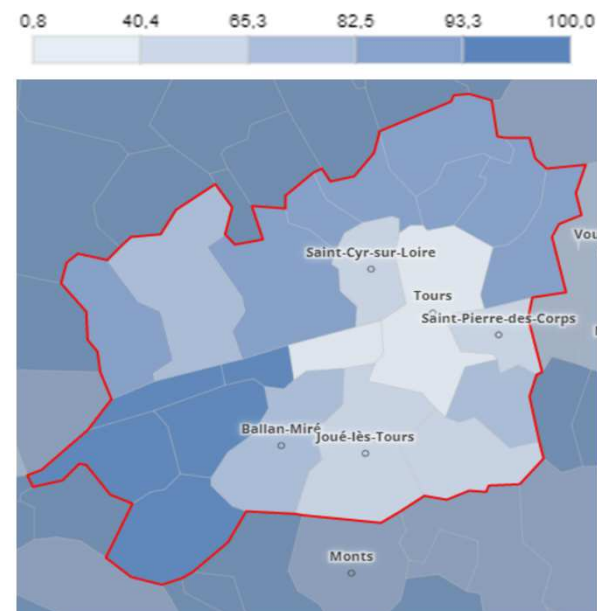 0,8 40,4 65,3 82,5 93,3 100,0
Vou
Saint-Cyr-sur-Loire
Tours
Saint-Pierre-des-Corps
Ballan-Miré
Joué-lès-Tours
Monts